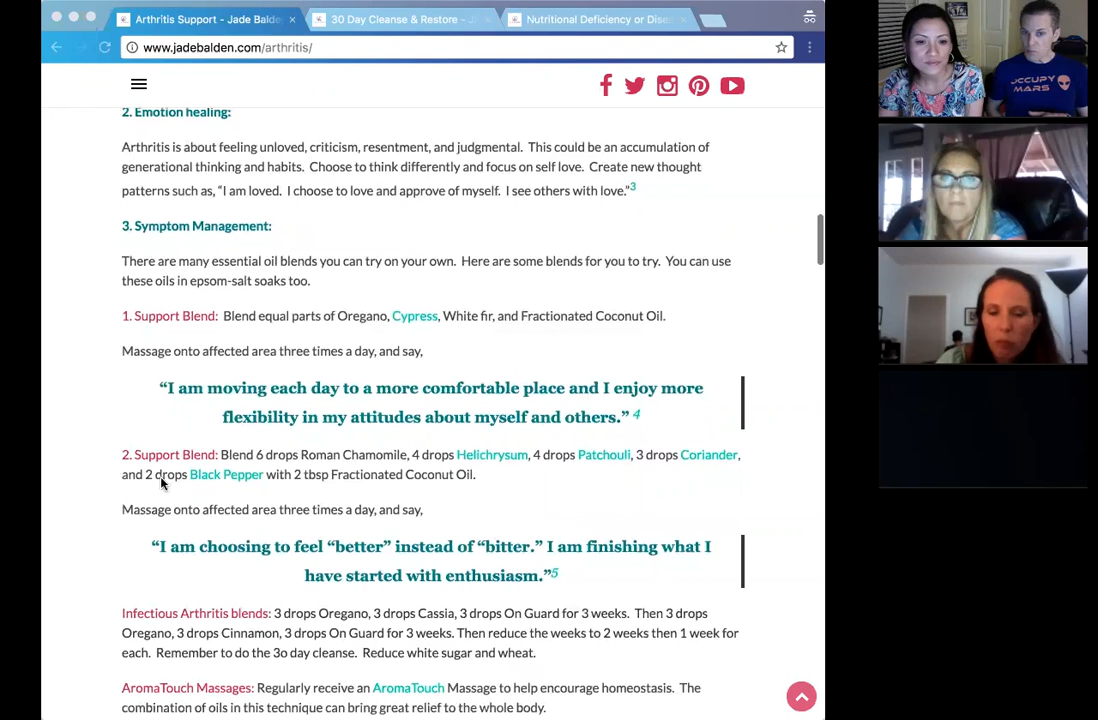 Arthritis Support - Jade Balde
30 Day Cleanse & Restore - J
Nutritional Deficiency or Dise
www.jadebalden.com/arthritis/
2. Emotion healing:
Arthritis is about feeling unloved, criticism, resentment, and judgmental. This could be an accumulation of
generational thinking and habits. Choose to think differently and focus on self love. Create new thought
patterns such as, “I am loved. I choose to love and approve of myself. I see others with love.”3
3. Symptom Management:
There are many essential oil blends you can try on your own. Here are some blends for you to try. You can use
these oils in epsom-salt soaks too.
1. Support Blend: Blend equal parts of Oregano, Cypress, White fir, and Fractionated Coconut Oil.
Massage onto affected area three times a day, and say,
“I am moving each day to a more comfortable place and I enjoy more
flexibility in my attitudes about myself and others.” 4
2. Support Blend: Blend 6 drops Roman Chamomile, 4 drops Helichrysum, 4 drops Patchouli, 3 drops Coriander,
and 2 drops Black Pepper with 2 tbsp Fractionated Coconut Oil.
Massage onto affected area three times a day, and say,
“I am choosing to feel “better” instead of “bitter.” I am finishing what I
have started with enthusiasm.”5
Infectious Arthritis blends: 3 drops Oregano, 3 drops Cassia, 3 drops On Guard for 3 weeks. Then 3 drops
Oregano, 3 drops Cinnamon, 3 drops On Guard for 3 weeks. Then reduce the weeks to 2 weeks then 1 week for
each. Remember to do the 3o day cleanse. Reduce white sugar and wheat.
AromaTouch Massages: Regularly receive an AromaTouch Massage to help encourage homeostasis. The
combination of oils in this technique can bring great relief to the whole body.
OCCUPY
MARS